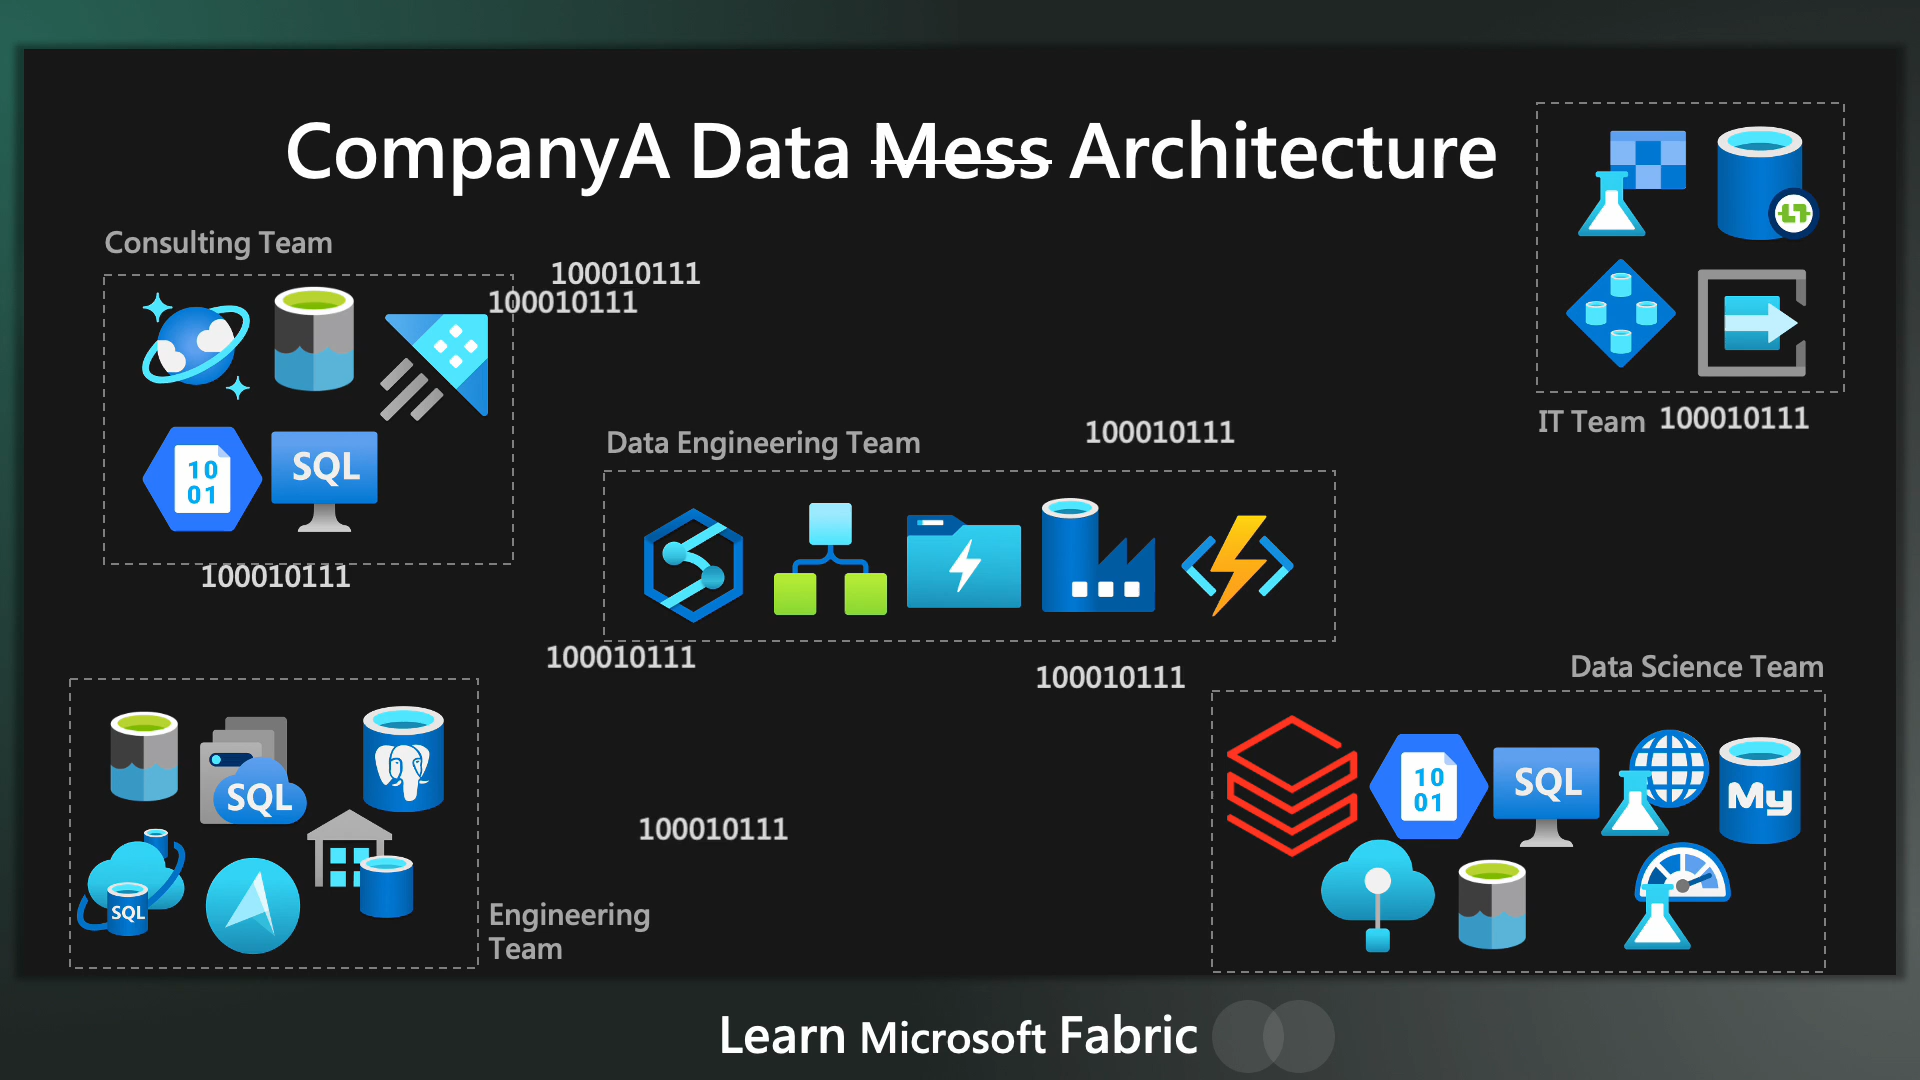 CompanyA Data Mess Architecture
Consulting Team
100010111
100010111
10
01
SQL
100010111
IT Team
100010111
Data Engineering Team
100010111
100010111
100010111
SQL
SQL
Engineering
Team
100010111
Data Science Team
10
01
SQL
My
Learn Microsoft Fabric